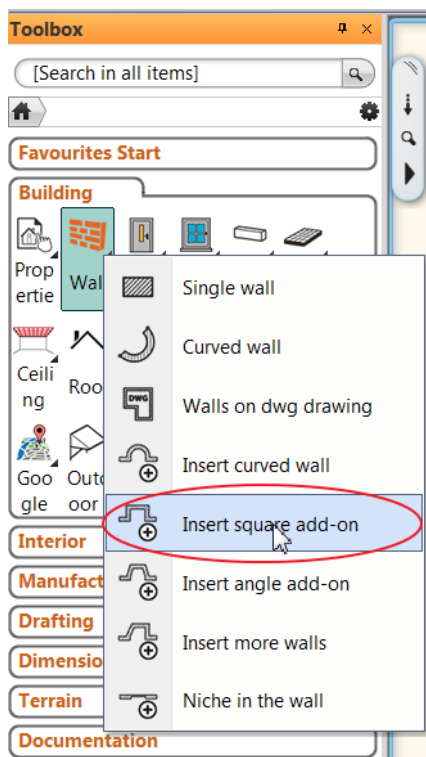 Toolbox
[Search in all items]
Favourites Start
Building
Prop
ertie
Wal
Single wall
Curved wall
Ceili
ng
Roo
DWG
Walls on dwg drawing
Insert curved wall
Goo
gle
Outd
oor
Insert square add-on
Interior
Manufact
Insert angle add-on
Drafting
Insert more walls
Dimensio
Terrain
Niche in the wall
Documentation